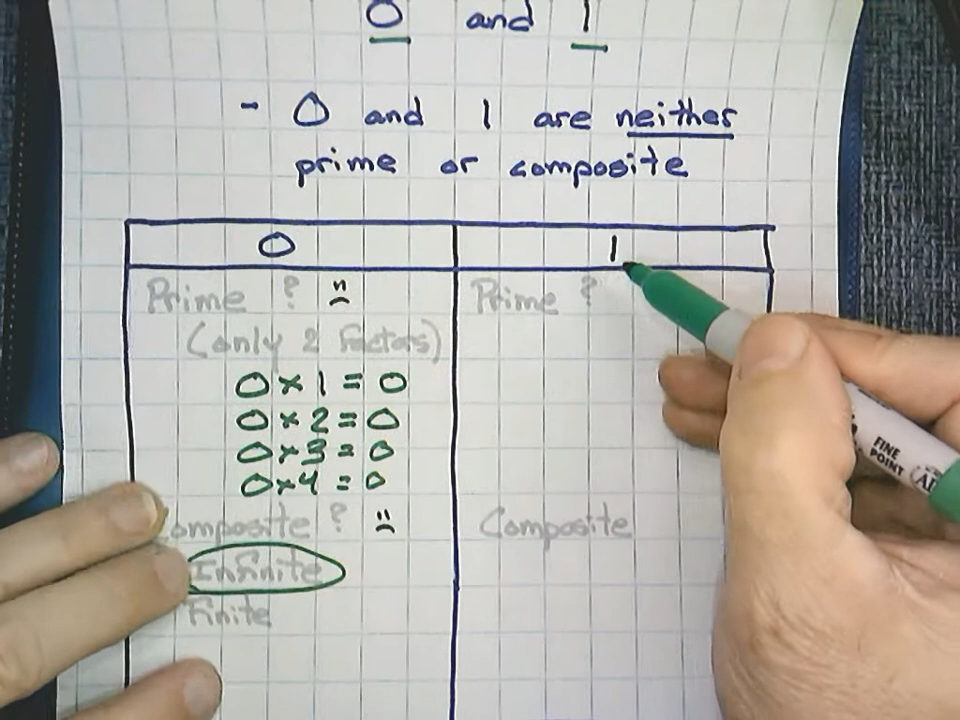 0 and 1
- 0 and 1 are neither
prime or composite
0 1
Prime ? Prime ?
(only 2 factors)
0 x 1 = 0
0 x 2 = 0
0 x 3 = 0
0 x 4 = 0
omposite ? Composite
Infinite
Finite
FINE
POINT